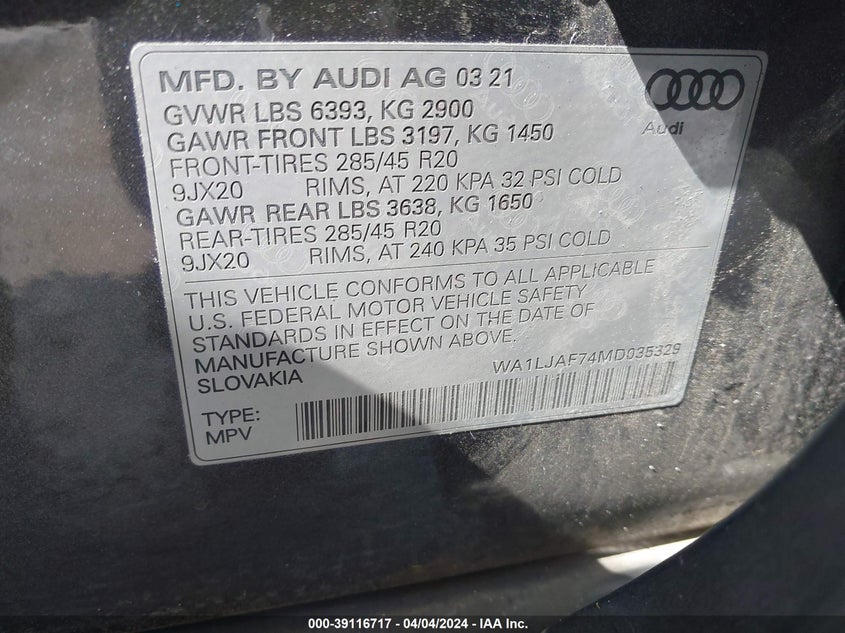 MFD. BY AUDI AG 03 21
GVWR LBS 6393, KG 2900
GAWR FRONT LBS 3197, KG 1450
FRONT-TIRES 285/45 R20
9JX20 RIMS, AT 220 KPA 32 PSI COLD
GAWR REAR LBS 3638, KG 1650
REAR-TIRES 285/45 R20
9JX20 RIMS, AT 240 KPA 35 PSI COLD
Audi
THIS VEHICLE CONFORMS TO ALL APPLICABLE
U.S. FEDERAL MOTOR VEHICLE SAFETY
STANDARDS IN EFFECT ON THE DATE OF
MANUFACTURE SHOWN ABOVE.
SLOVAKIA
WA1LJAF74MD035329
TYPE:
MPV
000-39116717 - 04/04/2024 - IAA Inc.